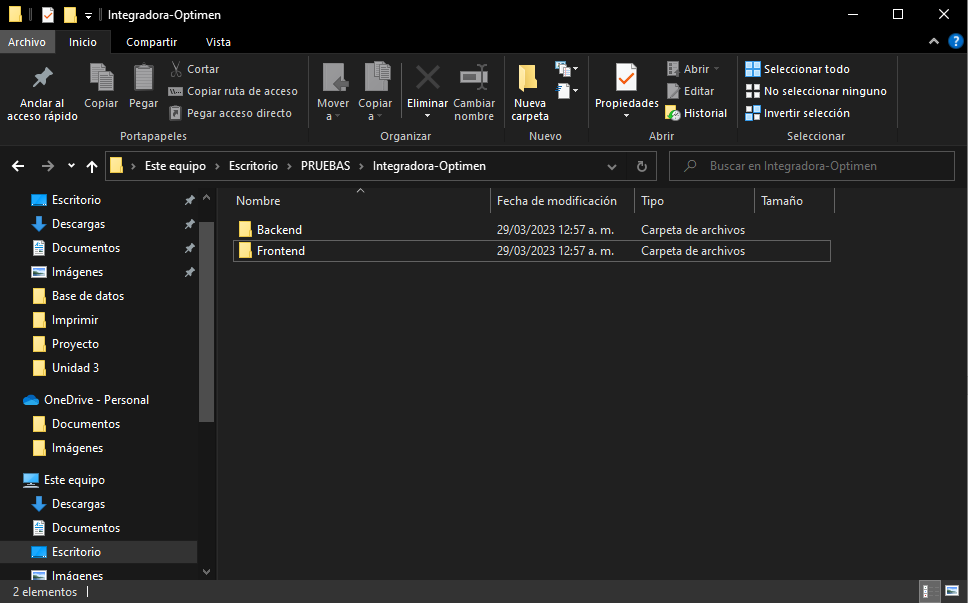 Integradora-Optimen
Archivo Inicio Compartir Vista
Anclar al acceso rápido
Copiar
Pegar
Cortar
Copiar ruta de acceso
Pegar acceso directo
Portapapeles
Mover a
Copiar a
Eliminar
Cambiar nombre
Organizar
Nueva carpeta
Nuevo
Propiedades
Abrir
Editar
Historial
Abrir
Seleccionar todo
No seleccionar ninguno
Invertir selección
Seleccionar
Este equipo > Escritorio > PRUEBAS > Integradora-Optimen
Buscar en Integradora-Optimen
Escritorio
Descargas
Documentos
Imágenes
Base de datos
Imprimir
Proyecto
Unidad 3
OneDrive - Personal
Documentos
Imágenes
Este equipo
Descargas
Documentos
Escritorio
Imágenes
Nombre Fecha de modificación Tipo Tamaño
Backend 29/03/2023 12:57 a. m. Carpeta de archivos
Frontend 29/03/2023 12:57 a. m. Carpeta de archivos
2 elementos